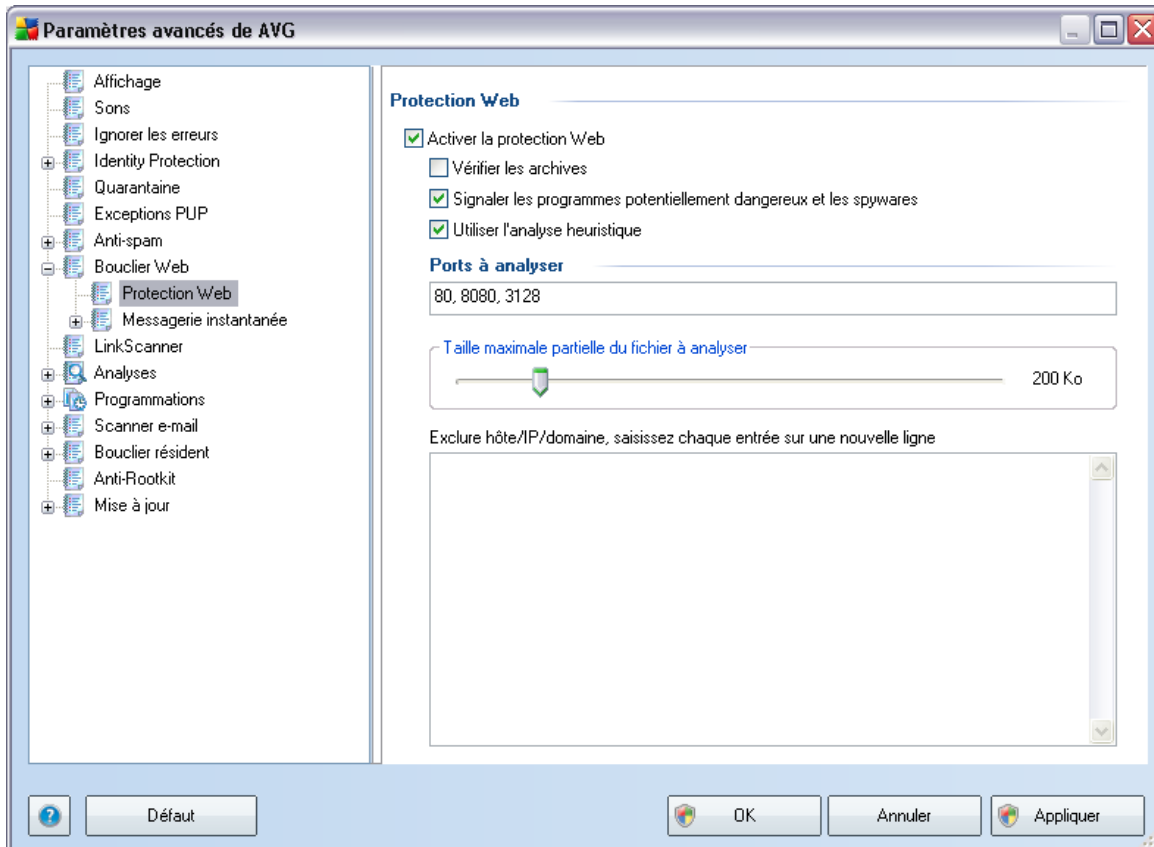 Paramètres avancés de AVG
Affichage
Sons
Ignorer les erreurs
Identity Protection
Quarantaine
Exceptions PUP
Anti-spam
Bouclier Web
Protection Web
Messagerie instantanée
LinkScanner
Analyses
Programmations
Scanner e-mail
Bouclier résident
Anti-Rootkit
Mise à jour
Protection Web
Activer la protection Web
Vérifier les archives
Signaler les programmes potentiellement dangereux et les spywares
Utiliser l'analyse heuristique
Ports à analyser
80, 8080, 3128
Taille maximale partielle du fichier à analyser
200 Ko
Exclure hôte/IP/domaine, saisissez chaque entrée sur une nouvelle ligne
Défaut
OK
Annuler
Appliquer